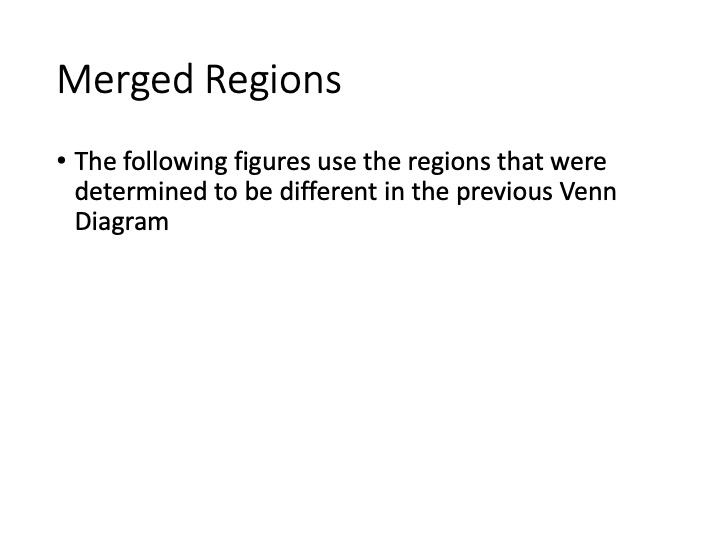 Merged Regions
• The following figures use the regions that were
determined to be different in the previous Venn
Diagram